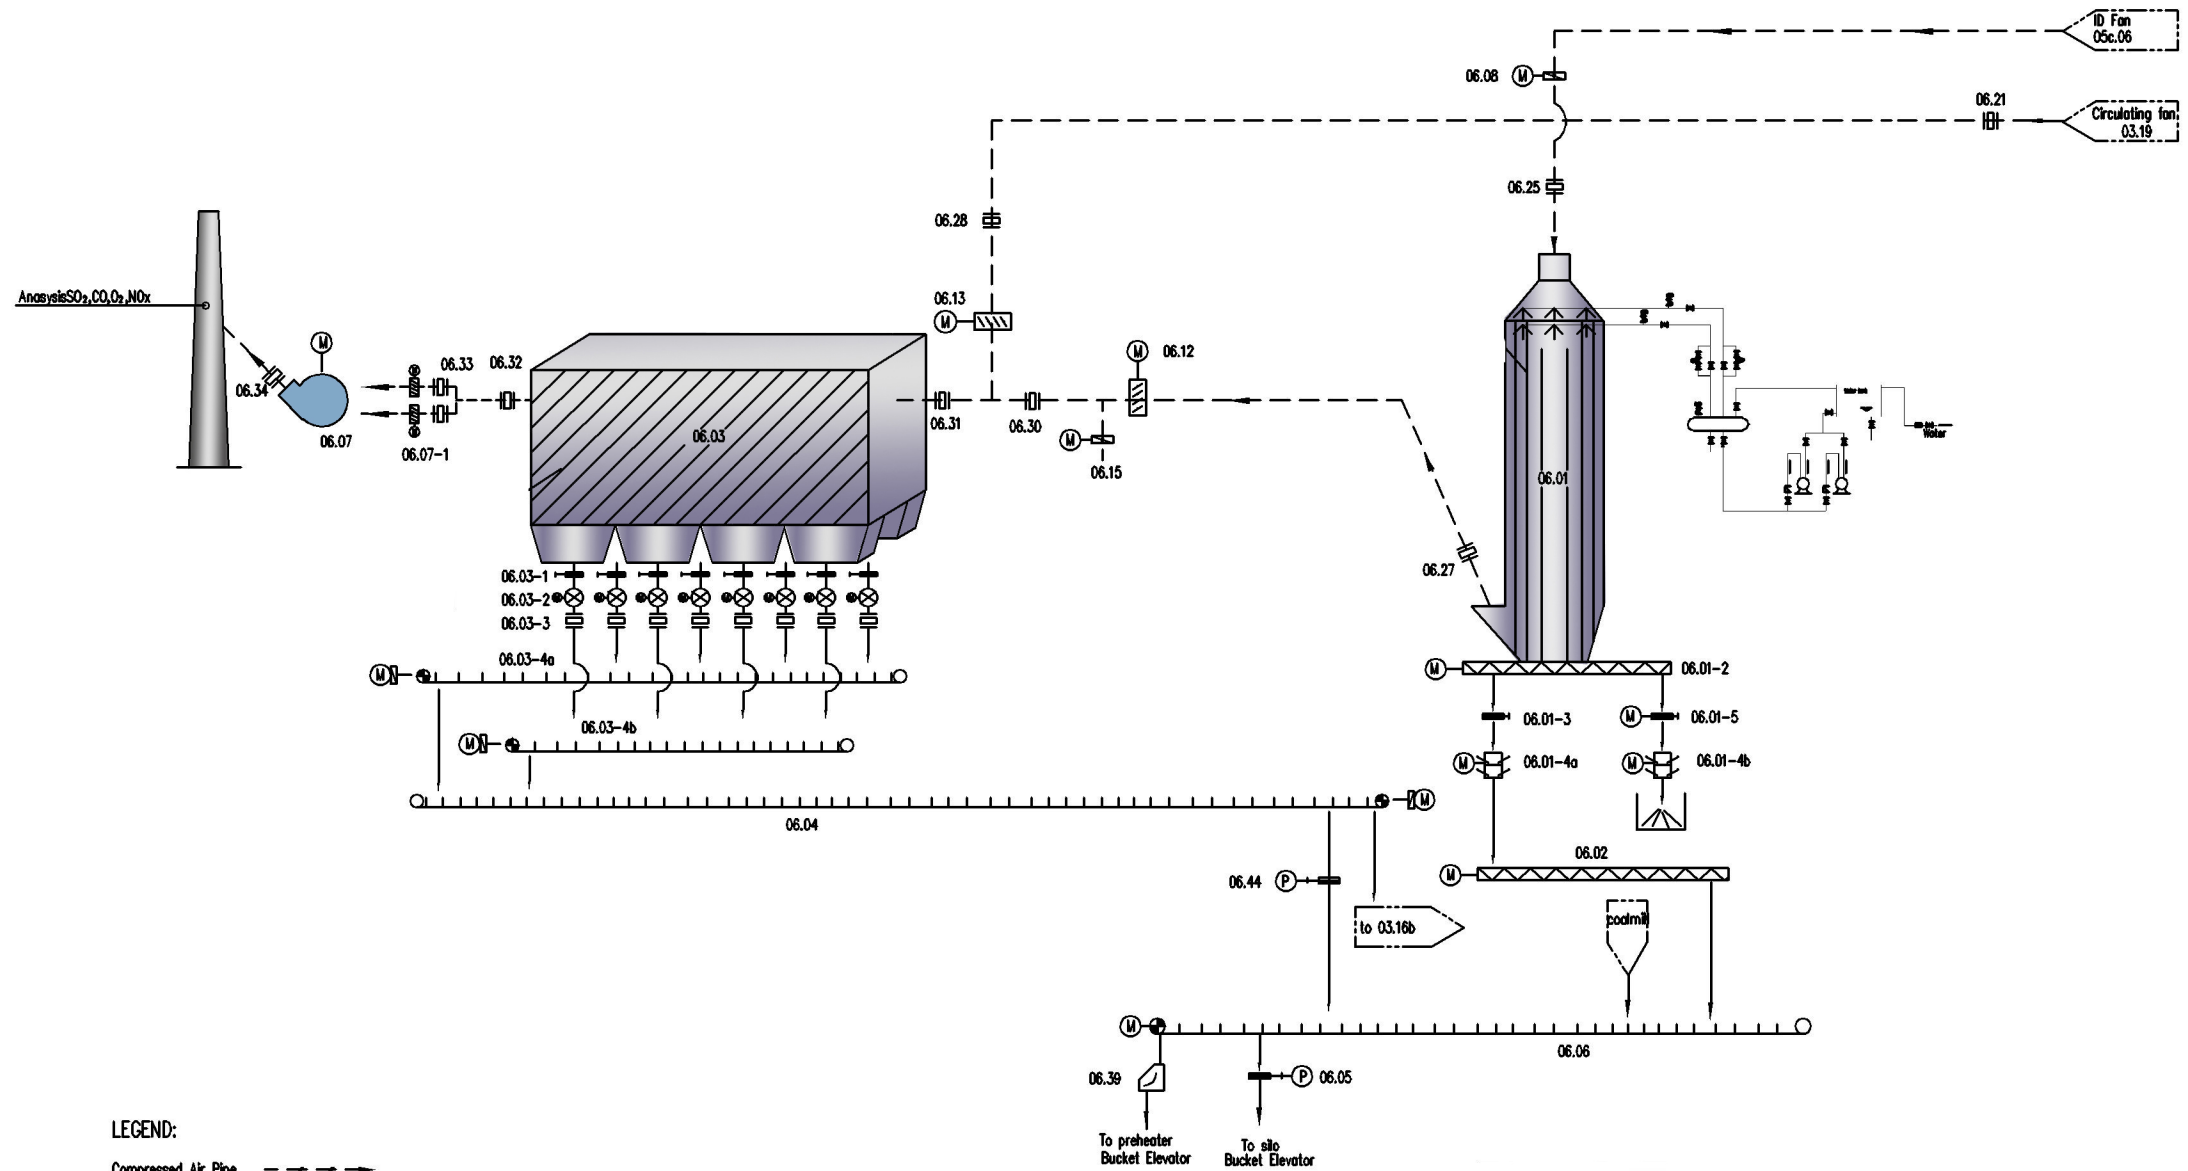 ID Fan
05c.06
06.08
M
06.21
Circulating fan
03.19
06.25
06.28
AnasysisSO₂,CO,O₂,NOx
06.13
M
M
06.12
M
06.33
06.32
06.34
06.07
06.07-1
06.03
06.31
06.30
M
06.15
Water
06.01
06.27
06.03-1
06.03-2
06.03-3
06.03-4a
M
M
06.01-2
06.03-4b
M
06.01-3
M
06.01-5
M
06.01-4a
M
06.01-4b
M
06.04
06.02
M
06.44
P
to 03.16b
coalmill
M
06.06
06.39
P
06.05
To preheater
Bucket Elevator
To silo
Bucket Elevator
LEGEND:
Compressed Air Pipe